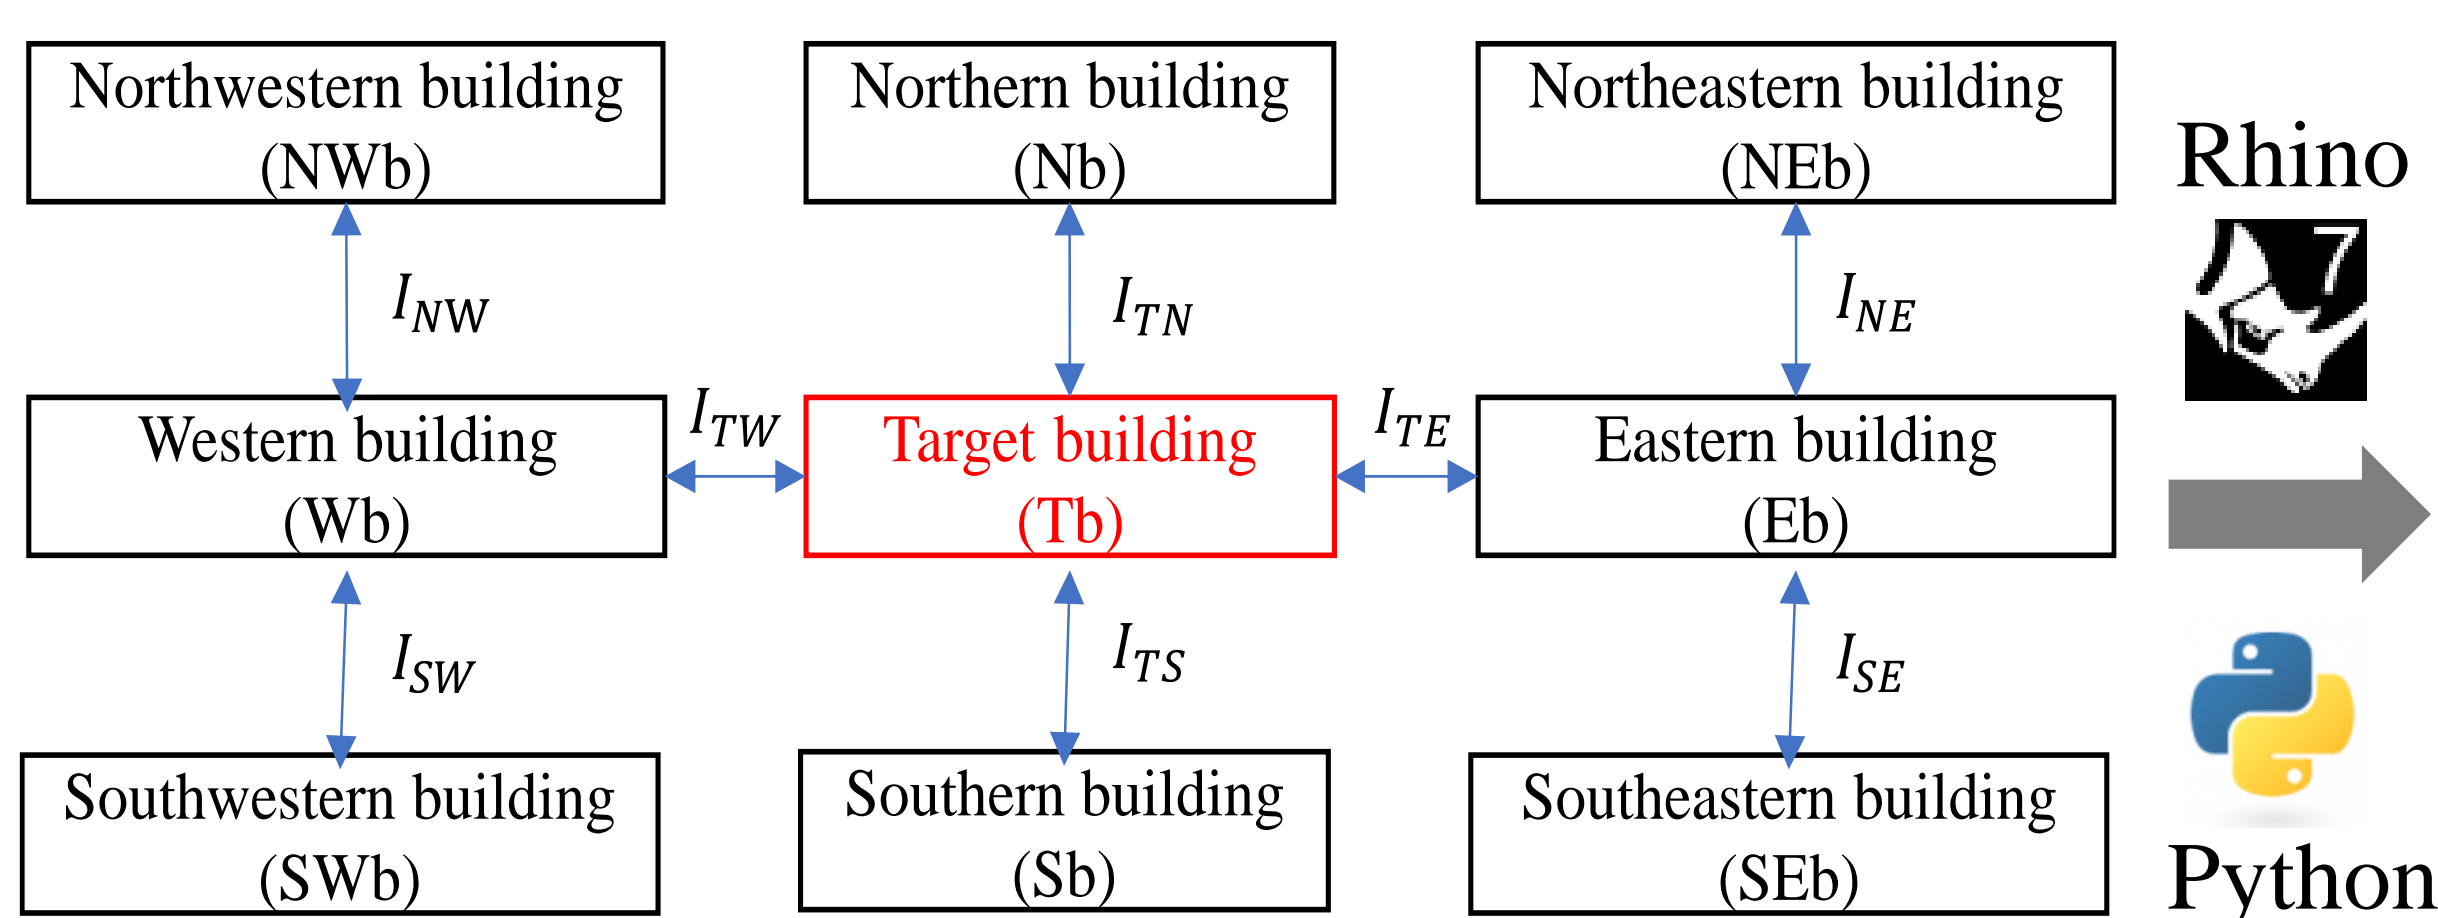 Northwestern building
(NWb)
Northern building
(Nb)
Northeastern building
(NEb)
Rhino
7
I_NW
I_TN
I_NE
Western building
(Wb)
I_TW
Target building
(Tb)
I_TE
Eastern building
(Eb)
I_SW
I_TS
I_SE
Southwestern building
(SWb)
Southern building
(Sb)
Southeastern building
(SEb)
Python